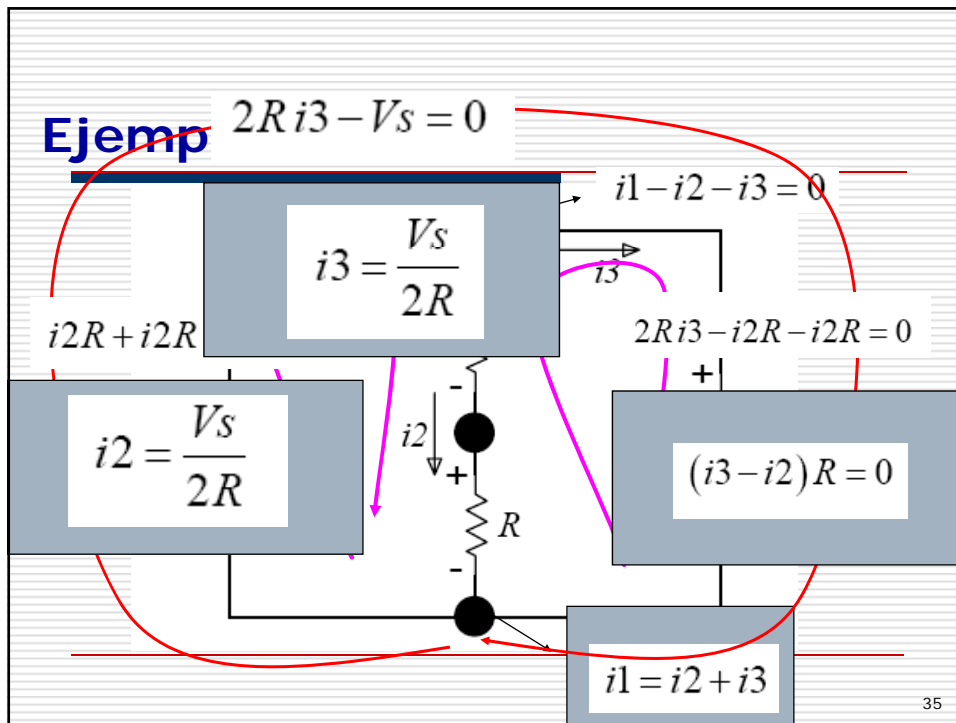 Ejemp
2R i3 − Vs = 0
i1 − i2 − i3 = 0
i3 = Vs / 2R
i3
i2R + i2R
2R i3 − i2R − i2R = 0
+
-
i2 = Vs / 2R
i2
+
(i3 − i2) R = 0
R
-
i1 = i2 + i3
35